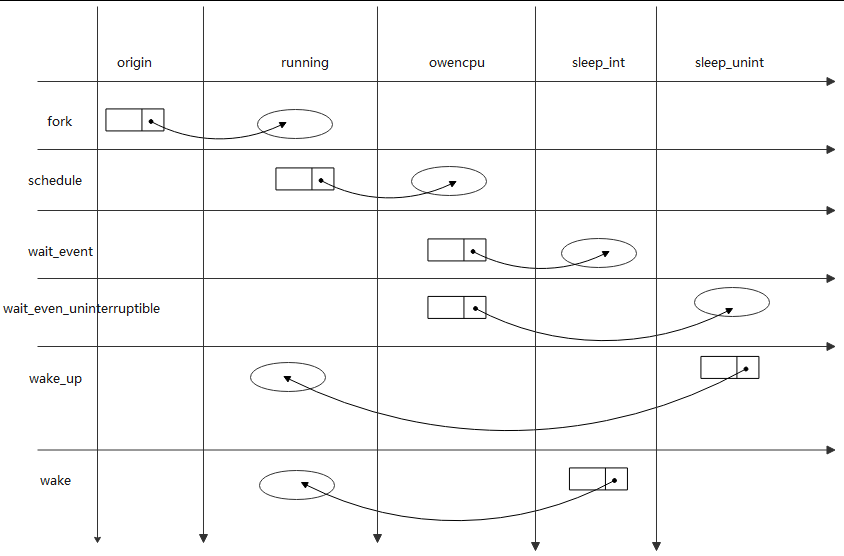 origin running owencpu sleep_int sleep_unint
fork
schedule
wait_event
wait_even_uninterruptible
wake_up
wake